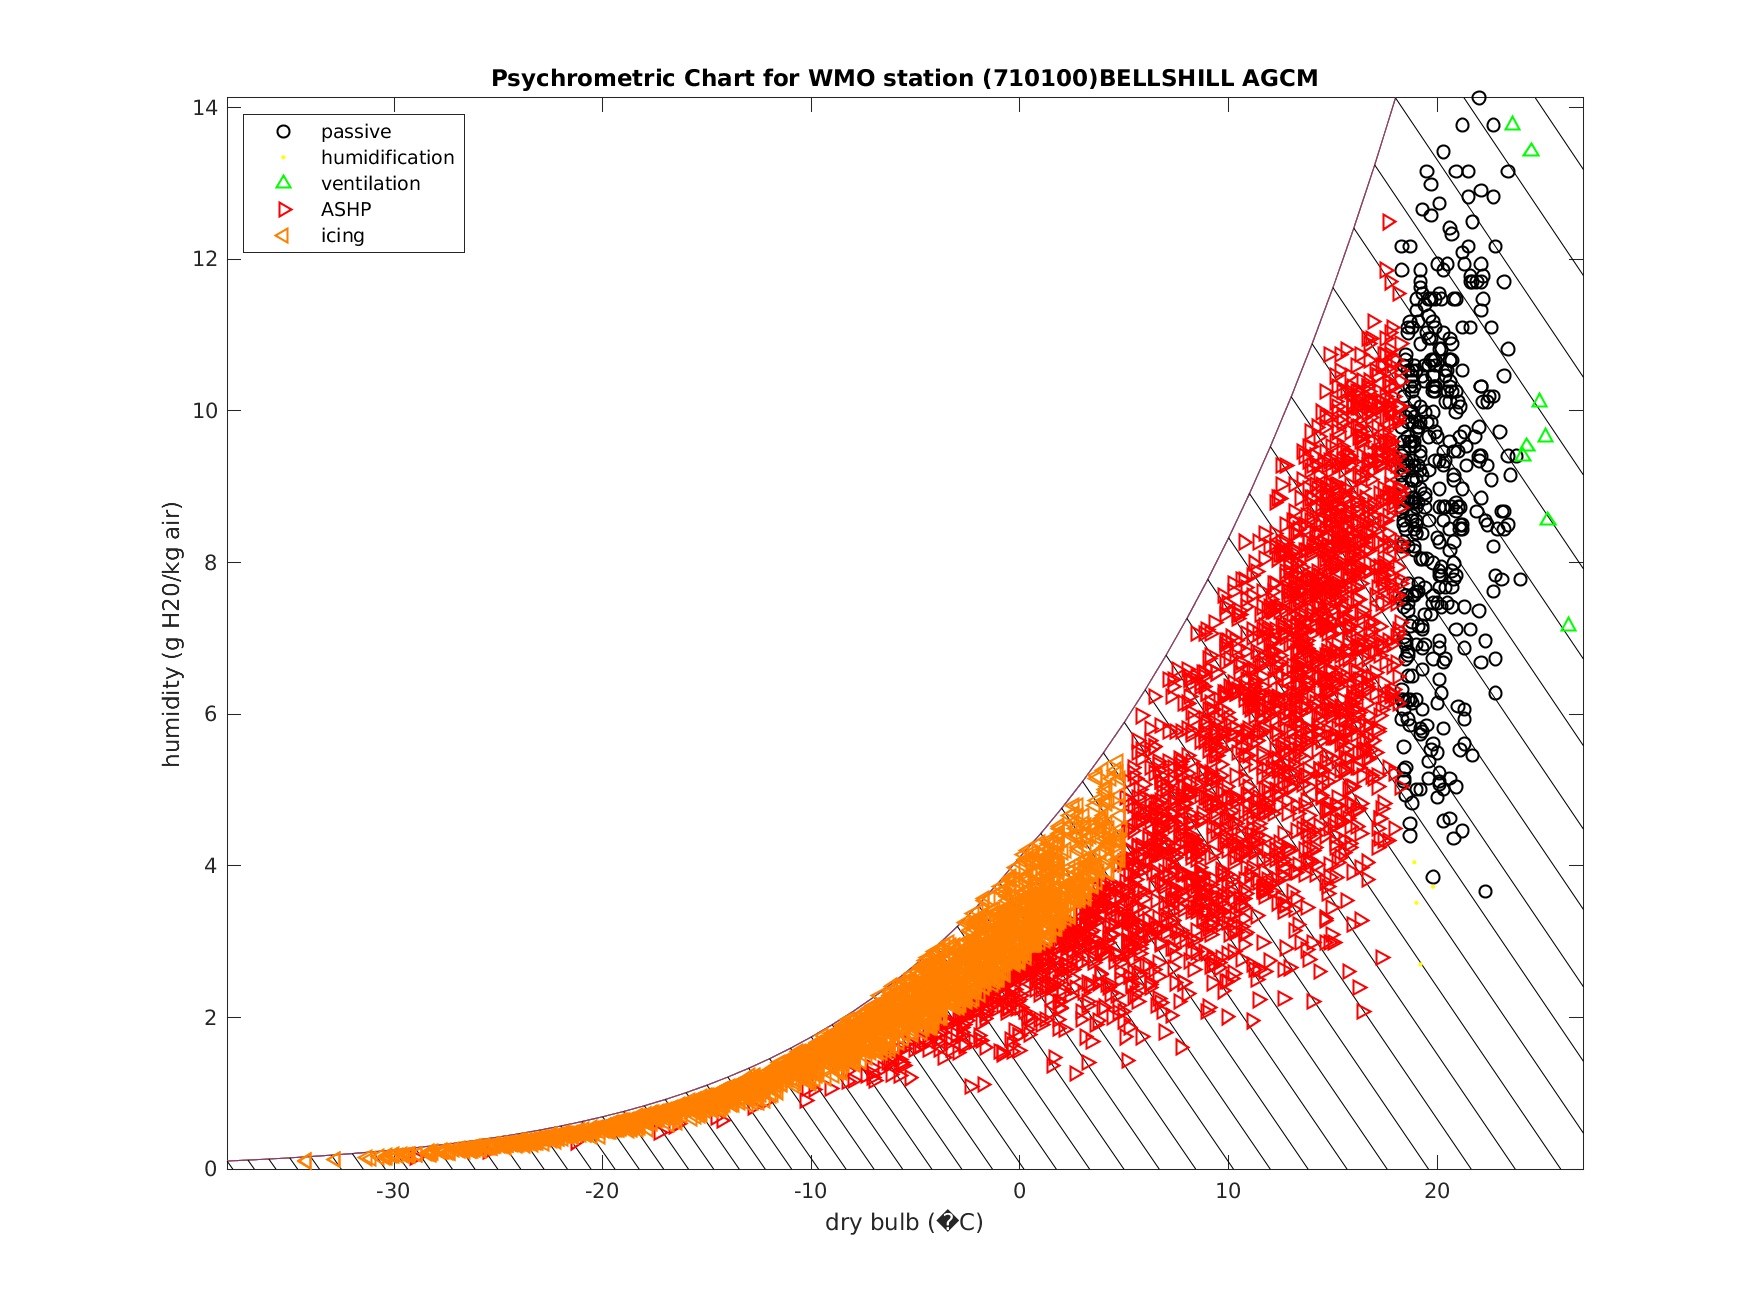 Psychrometric Chart for WMO station (710100)BELLSHILL AGCM
14
12
10
8
6
4
2
0
humidity (g H20/kg air)
passive
humidification
ventilation
ASHP
icing
-30
-20
-10
0
10
20
dry bulb (�C)